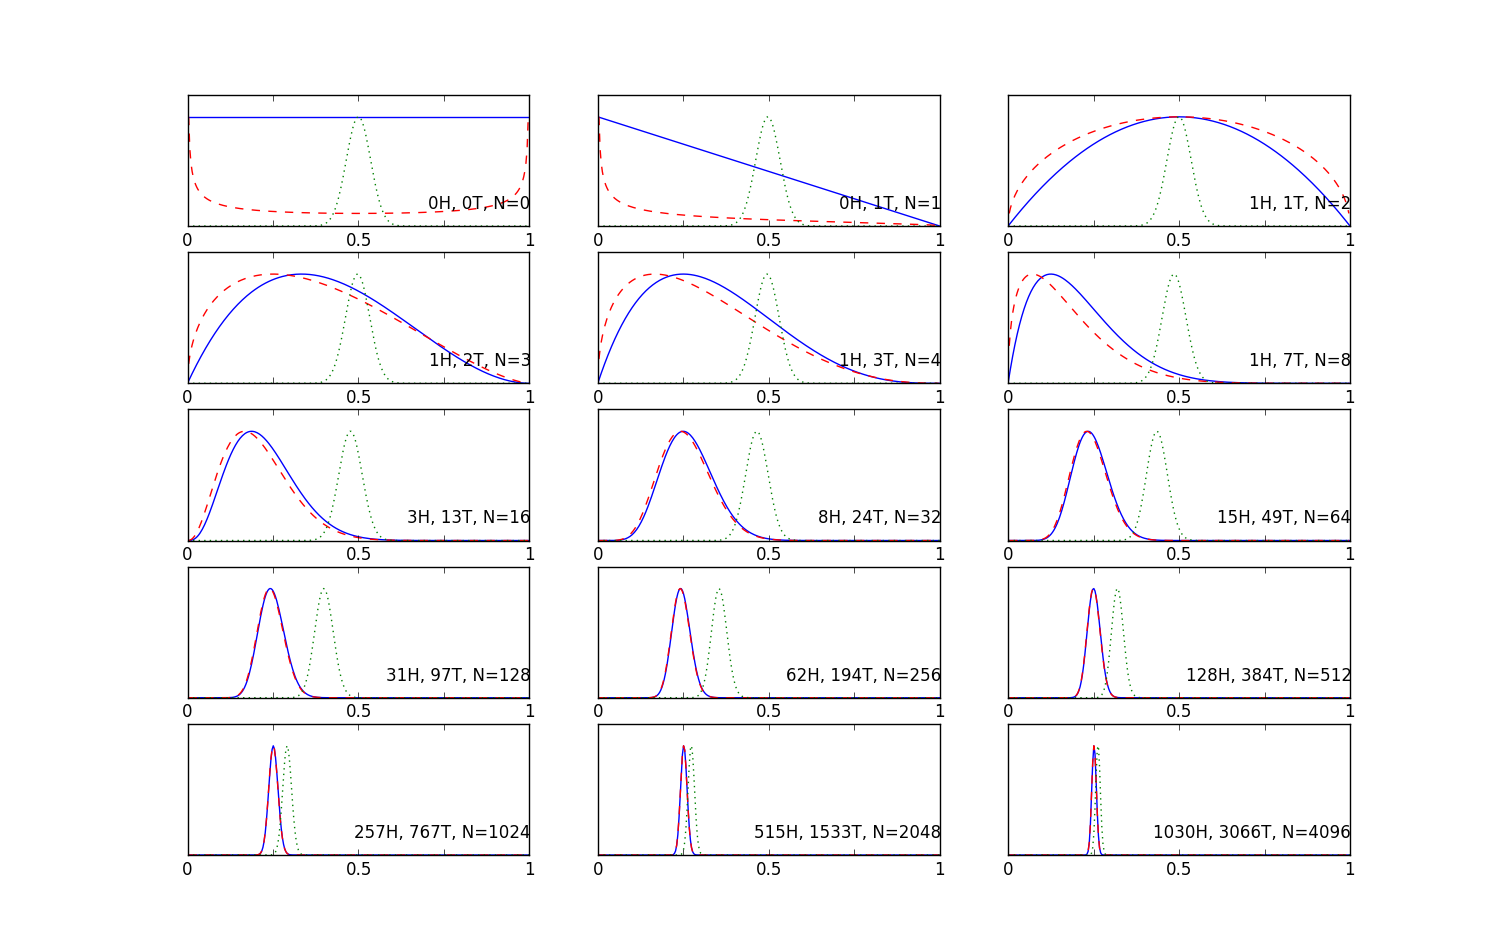 0H, 0T, N=0
0 0.5 1
0H, 1T, N=1
0 0.5 1
1H, 1T, N=2
0 0.5 1
1H, 2T, N=3
0 0.5 1
1H, 3T, N=4
0 0.5 1
1H, 7T, N=8
0 0.5 1
3H, 13T, N=16
0 0.5 1
8H, 24T, N=32
0 0.5 1
15H, 49T, N=64
0 0.5 1
31H, 97T, N=128
0 0.5 1
62H, 194T, N=256
0 0.5 1
128H, 384T, N=512
0 0.5 1
257H, 767T, N=1024
0 0.5 1
515H, 1533T, N=2048
0 0.5 1
1030H, 3066T, N=4096
0 0.5 1